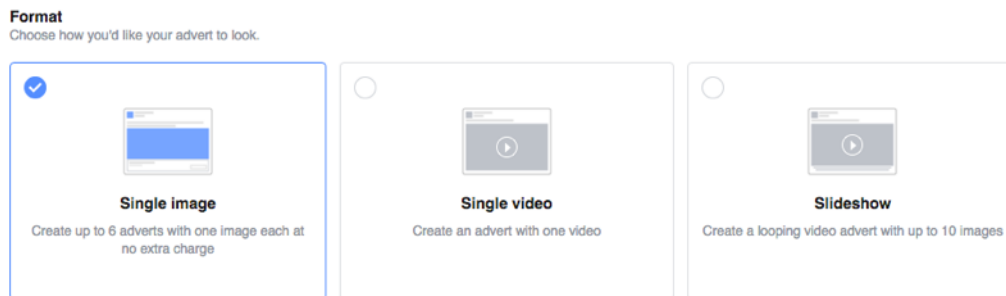 Format
Choose how you'd like your advert to look.
Single image
Create up to 6 adverts with one image each at
no extra charge
Single video
Create an advert with one video
Slideshow
Create a looping video advert with up to 10 images